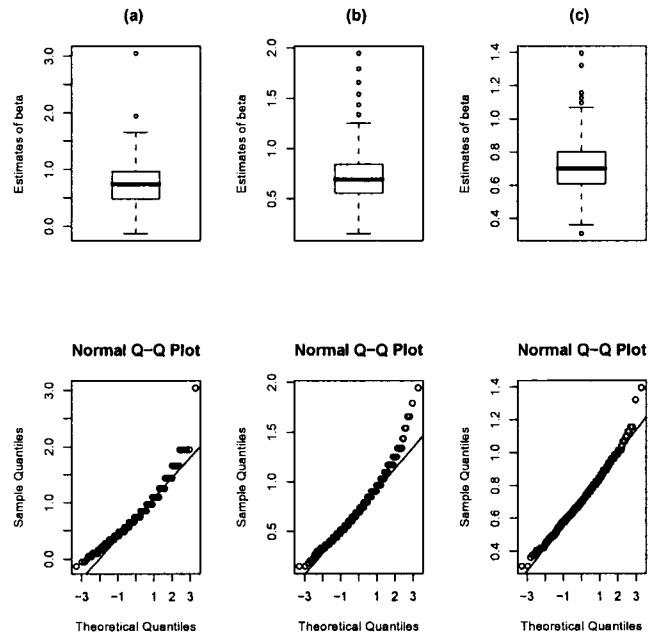 (a) (b) (c)
Estimates of beta
0.0 1.0 2.0 3.0
Estimates of beta
0.5 1.0 1.5 2.0
Estimates of beta
0.4 0.6 0.8 1.0 1.2 1.4
Normal Q-Q Plot
Sample Quantiles
0.0 1.0 2.0 3.0
-3 -1 1 2 3
Theoretical Quantiles
Normal Q-Q Plot
Sample Quantiles
0.5 1.0 1.5 2.0
-3 -1 1 2 3
Theoretical Quantiles
Normal Q-Q Plot
Sample Quantiles
0.4 0.6 0.8 1.0 1.2 1.4
-3 -1 1 2 3
Theoretical Quantiles